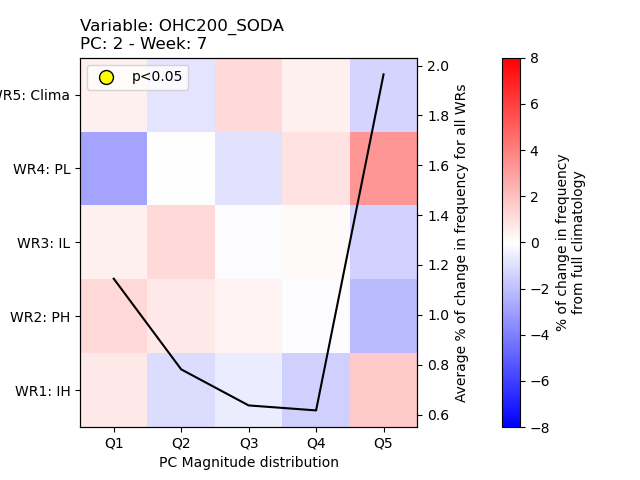 Variable: OHC200_SODA
PC: 2 - Week: 7
p<0.05
WR5: Clima
WR4: PL
WR3: IL
WR2: PH
WR1: IH
Q1 Q2 Q3 Q4 Q5
PC Magnitude distribution
2.0
1.8
1.6
1.4
1.2
1.0
0.8
0.6
Average % of change in frequency for all WRs
8
6
4
2
0
−2
−4
−6
−8
% of change in frequency
from full climatology